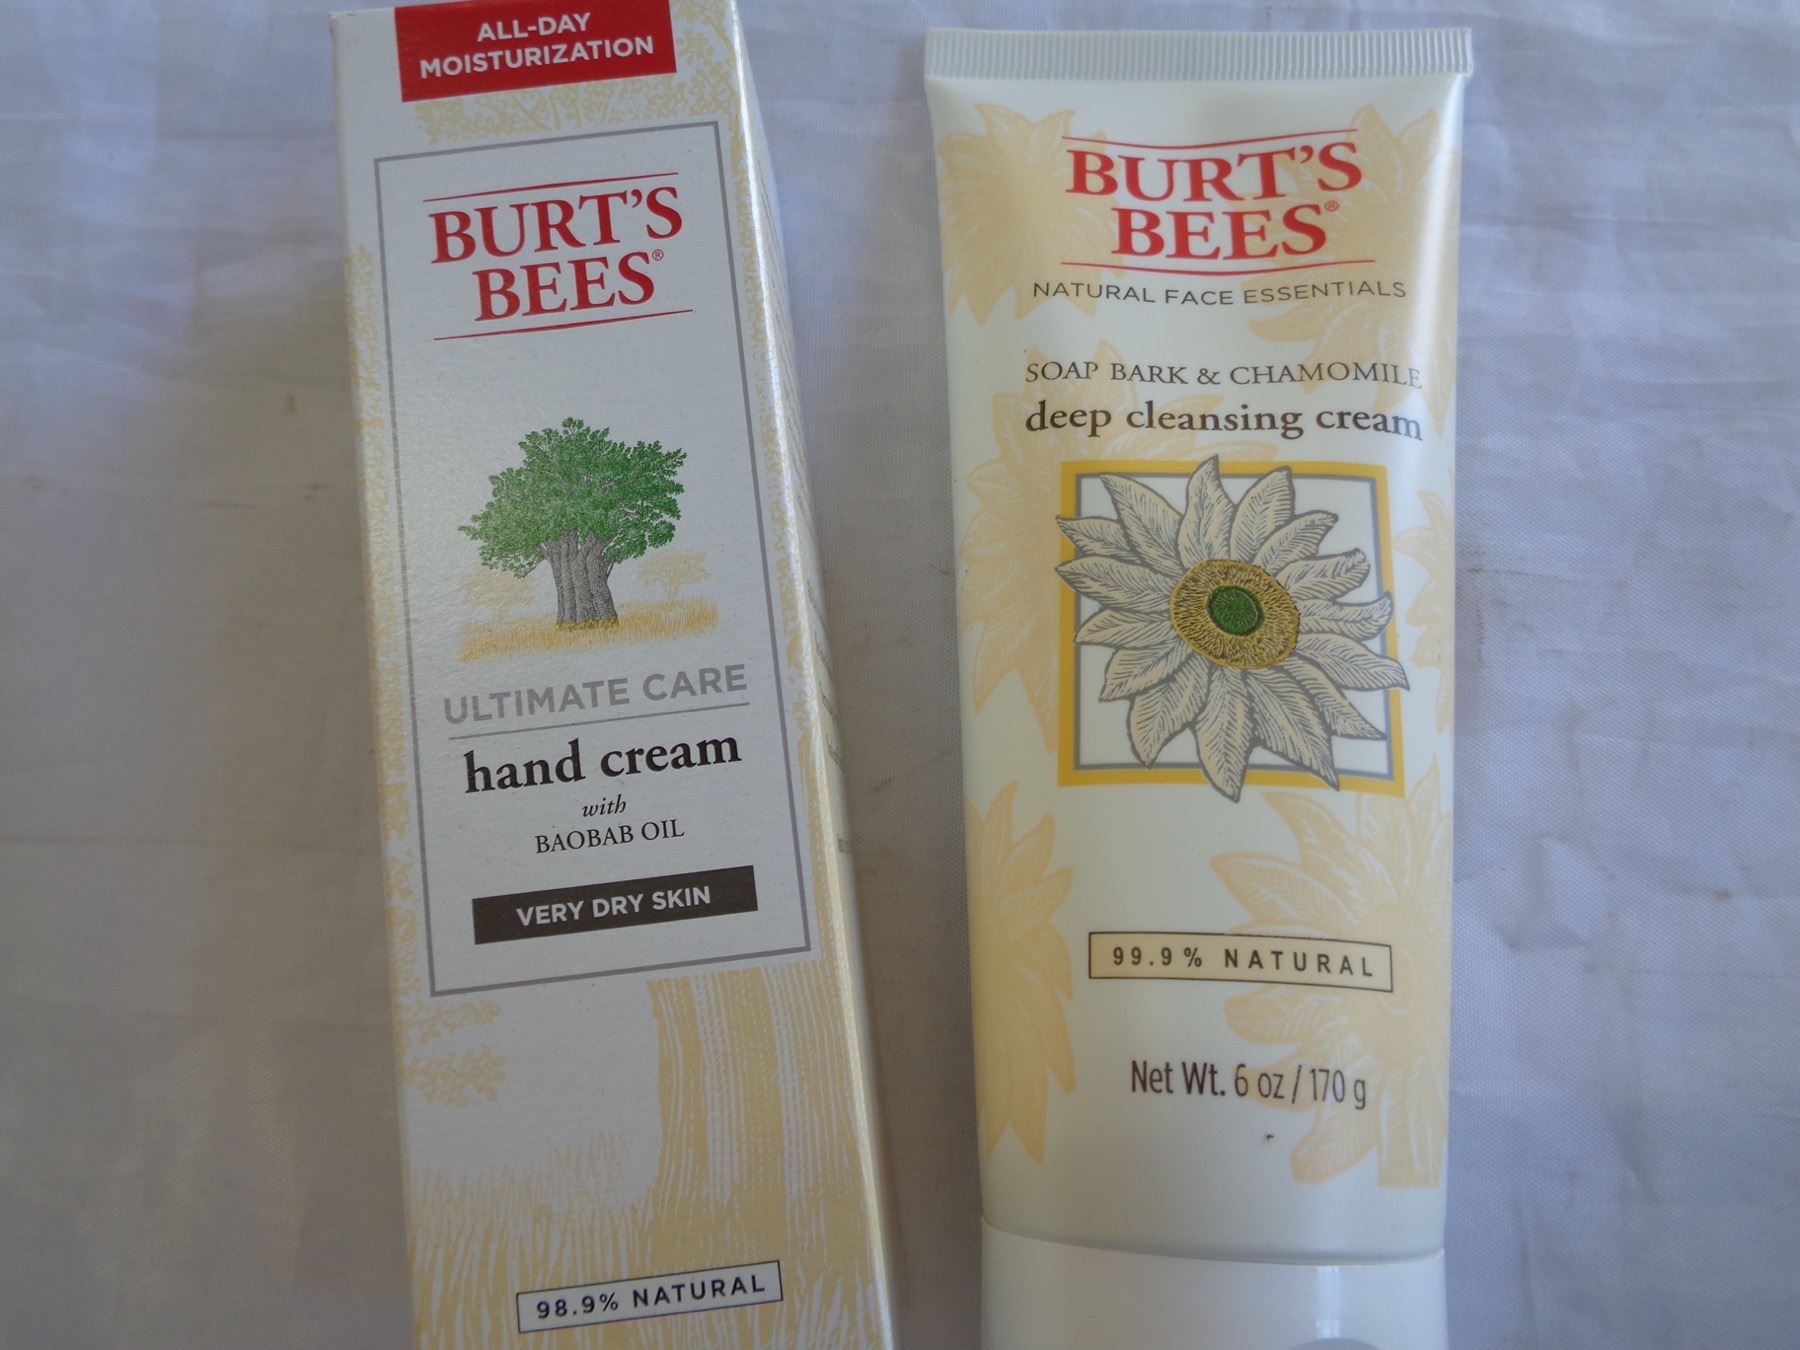 ALL-DAY
MOISTURIZATION
BURT'S
BEES®
ULTIMATE CARE
hand cream
with
BAOBAB OIL
VERY DRY SKIN
98.9% NATURAL
BURT'S
BEES®
NATURAL FACE ESSENTIALS
SOAP BARK & CHAMOMILE
deep cleansing cream
99.9% NATURAL
Net Wt. 6 oz / 170 g